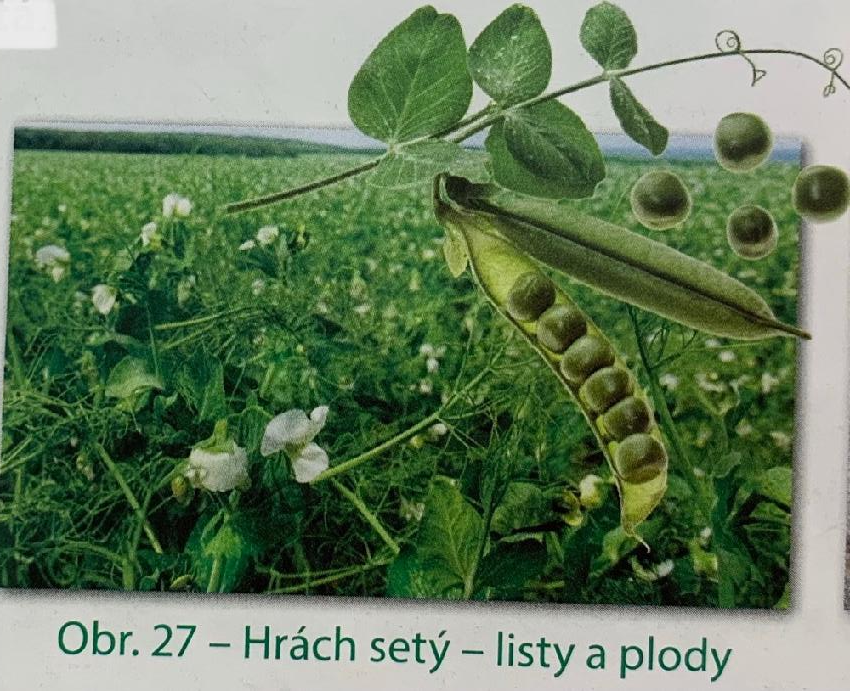 Obr. 27 – Hrách setý – listy a plody